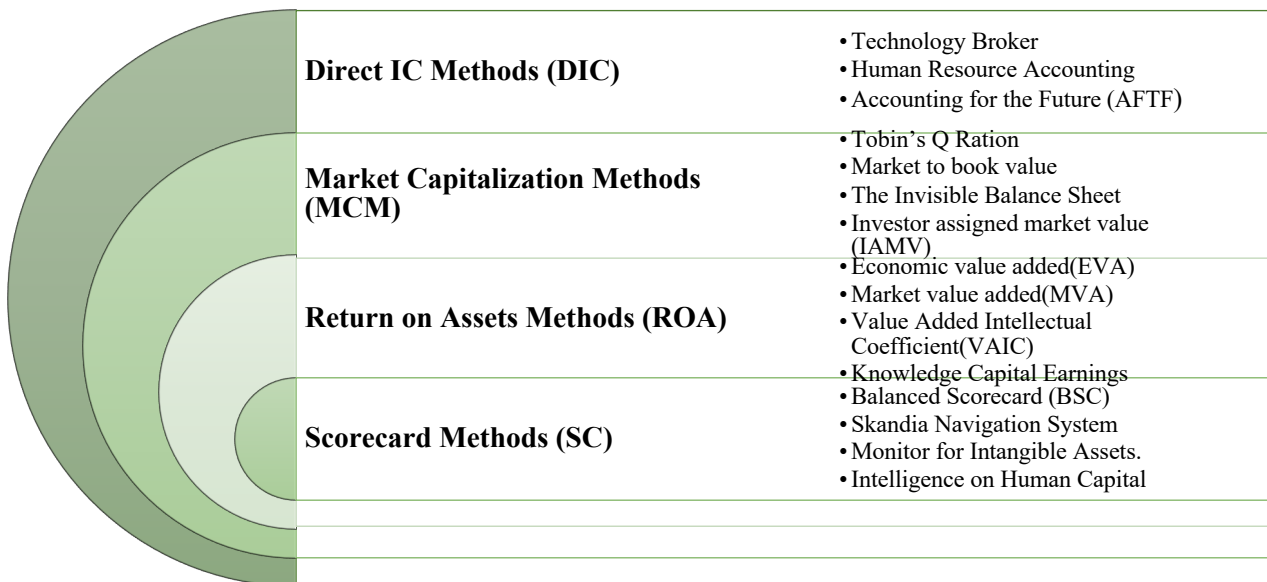 Direct IC Methods (DIC)
• Technology Broker
• Human Resource Accounting
• Accounting for the Future (AFTF)
Market Capitalization Methods
(MCM)
• Tobin’s Q Ration
• Market to book value
• The Invisible Balance Sheet
• Investor assigned market value
(IAMV)
Return on Assets Methods (ROA)
• Economic value added(EVA)
• Market value added(MVA)
• Value Added Intellectual
Coefficient(VAIC)
• Knowledge Capital Earnings
Scorecard Methods (SC)
• Balanced Scorecard (BSC)
• Skandia Navigation System
• Monitor for Intangible Assets.
• Intelligence on Human Capital